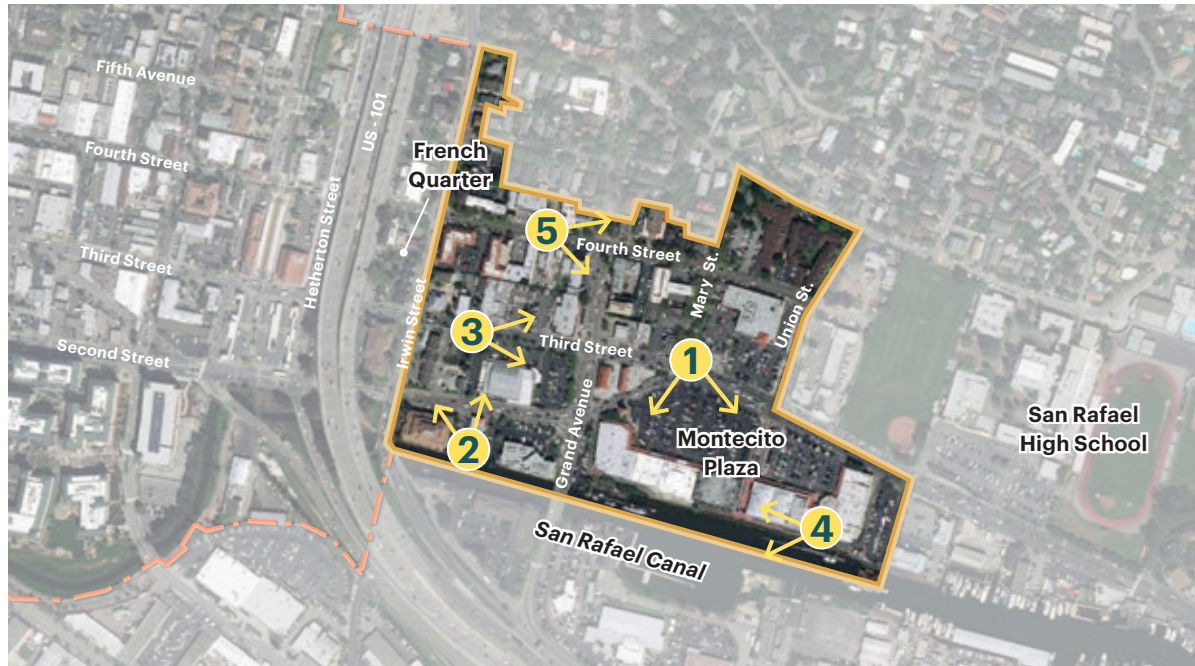 Fifth Avenue
US - 101
Fourth Street
French
Quarter
Hetherton Street
Third Street
Second Street
Irwin Street
5
Fourth Street
Mary St.
Union St.
3
Third Street
1
Grand Avenue
2
Montecito
Plaza
San Rafael
High School
4
San Rafael Canal